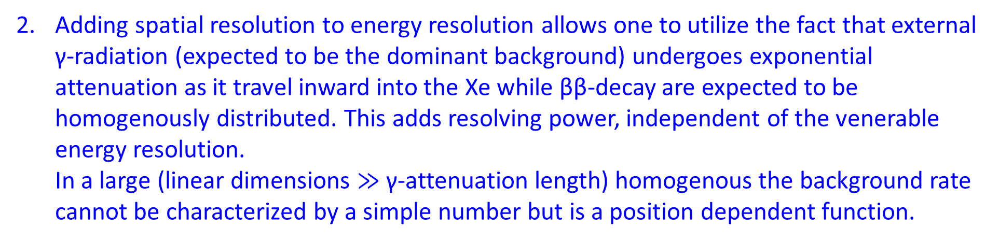 2. Adding spatial resolution to energy resolution allows one to utilize the fact that external
γ-radiation (expected to be the dominant background) undergoes exponential
attenuation as it travel inward into the Xe while ββ-decay are expected to be
homogenously distributed. This adds resolving power, independent of the venerable
energy resolution.
In a large (linear dimensions ≫ γ-attenuation length) homogenous the background rate
cannot be characterized by a simple number but is a position dependent function.